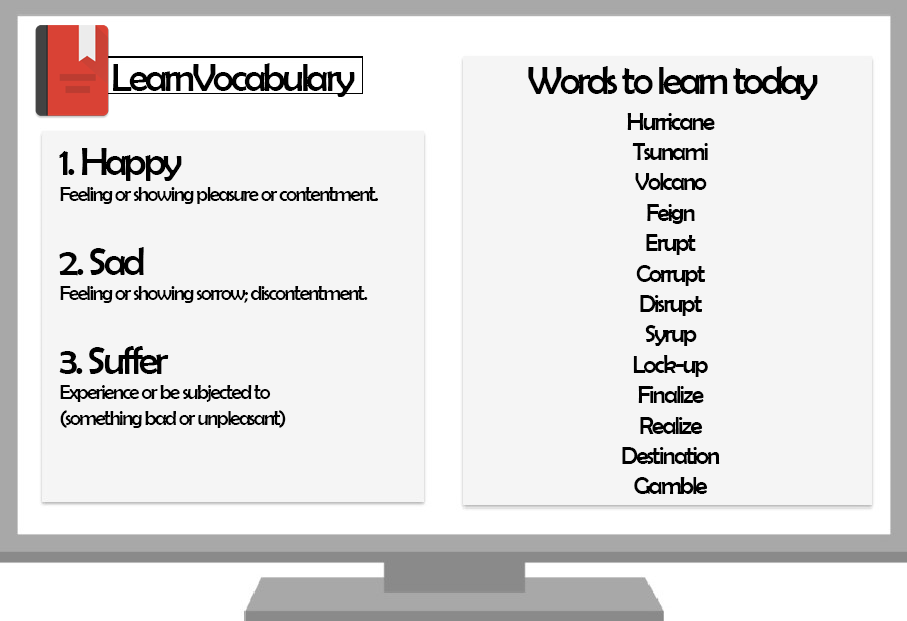 LearnVocabulary
1. Happy
Feeling or showing pleasure or contentment.
2. Sad
Feeling or showing sorrow; discontentment.
3. Suffer
Experience or be subjected to
(something bad or unpleasant)
Words to learn today
Hurricane
Tsunami
Volcano
Feign
Erupt
Corrupt
Disrupt
Syrup
Lock-up
Finalize
Realize
Destination
Gamble